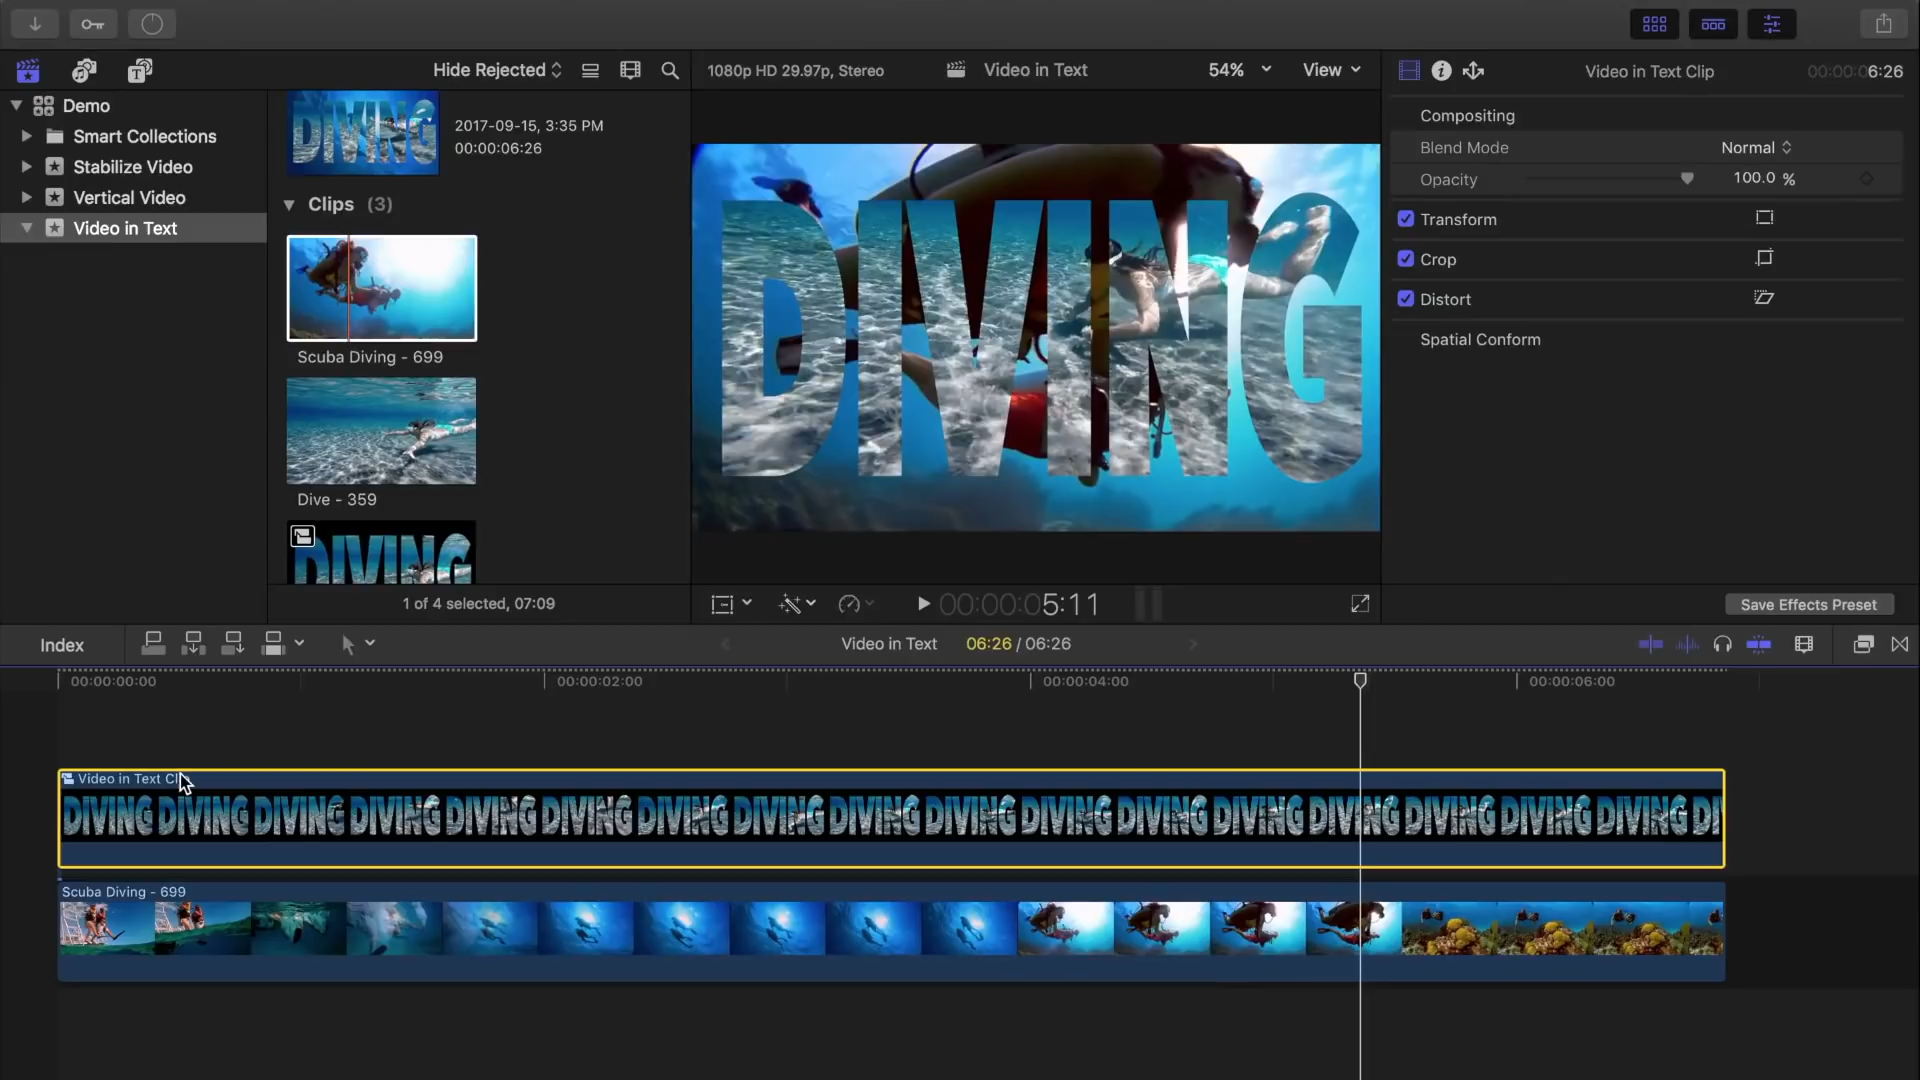 Hide Rejected
1080p HD 29.97p, Stereo
Video in Text
54%
View
Video in Text Clip
00:00:06:26
Demo
Smart Collections
Stabilize Video
Vertical Video
Video in Text
DIVING
2017-09-15, 3:35 PM
00:00:06:26
Clips (3)
Scuba Diving - 699
Dive - 359
DIVING
1 of 4 selected, 07:09
DIVING
00:00:05:11
Compositing
Blend Mode
Normal
Opacity
100.0 %
Transform
Crop
Distort
Spatial Conform
Save Effects Preset
Index
Video in Text
06:26 / 06:26
00:00:00:00
00:00:02:00
00:00:04:00
00:00:06:00
Video in Text Clip
DIVING DIVING DIVING DIVING DIVING DIVING DIVING DIVING DIVING DIVING DIVING DIVING DIVING DIVING DIVING DIVING DIVING DI
Scuba Diving - 699